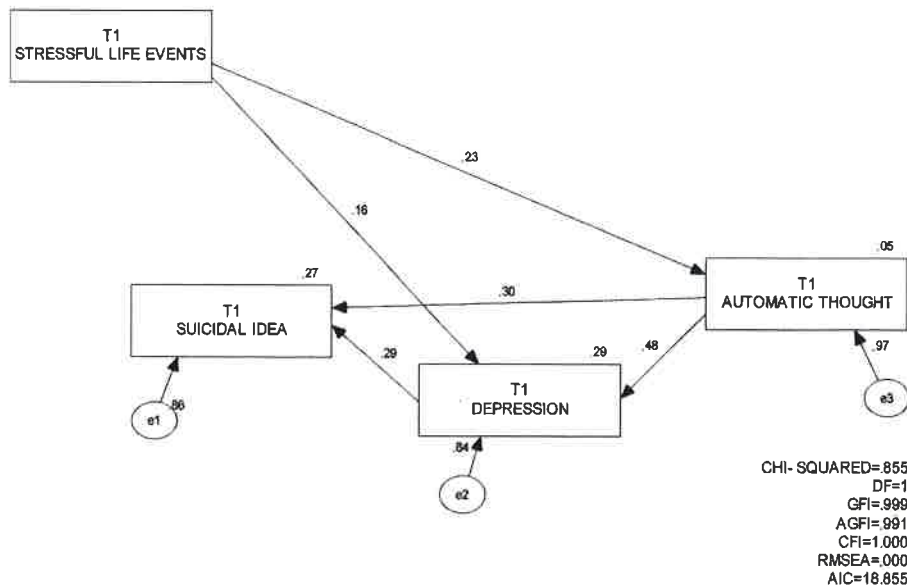 T1
STRESSFUL LIFE EVENTS
.23
.16
.05
.27
T1
AUTOMATIC THOUGHT
T1
SUICIDAL IDEA
.30
.29
.29
.48
.97
T1
DEPRESSION
.86
e1
e3
.84
e2
CHI- SQUARED=.855
DF=1
GFI=.999
AGFI=.991
CFI=1.000
RMSEA=.000
AIC=18.855